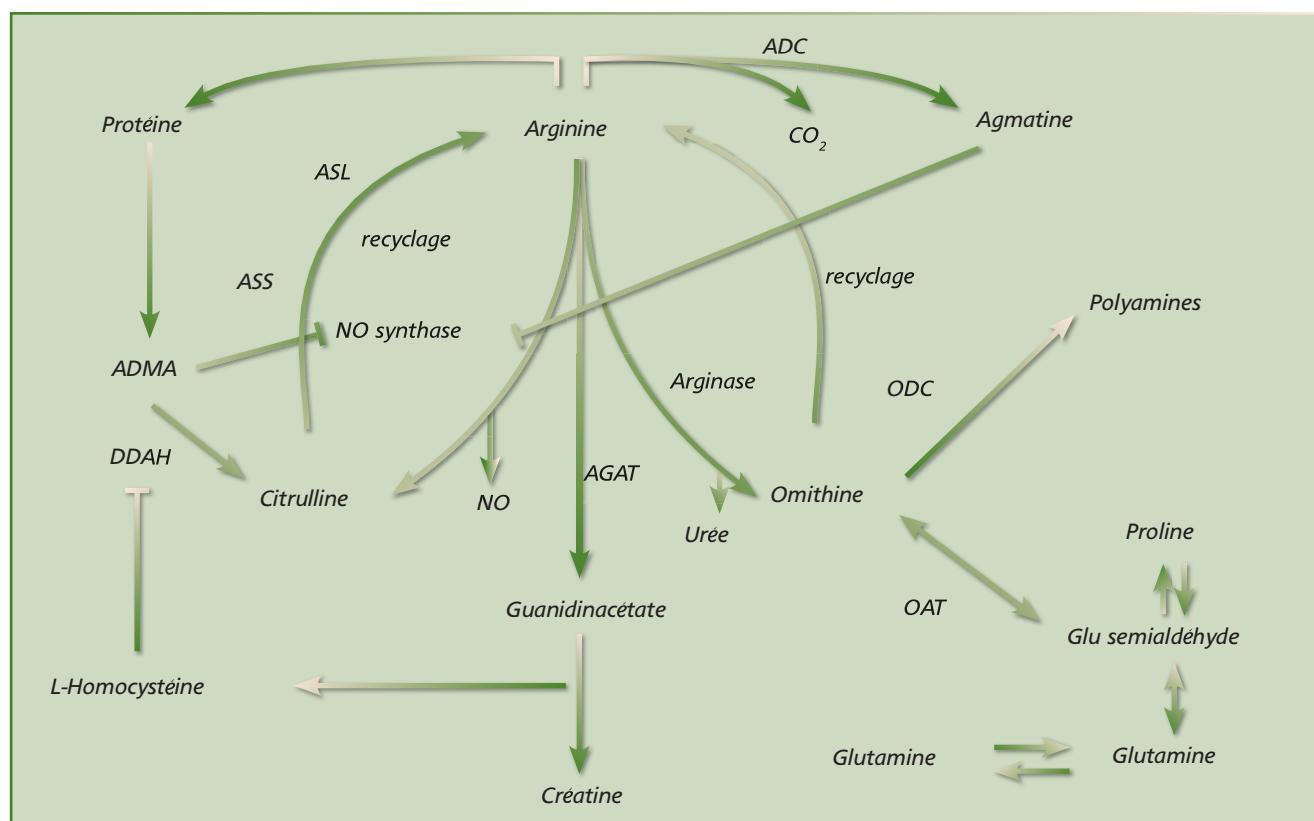 ADC
Protéine
Arginine
CO2
Agmatine
ASL
recyclage
ASS
recyclage
NO synthase
Polyamines
ADMA
Arginase
ODC
DDAH
AGAT
Citrulline
NO
Omithine
Urée
Proline
Guanidinacétate
OAT
Glu semialdéhyde
L-Homocystéine
Glutamine
Glutamine
Créatine